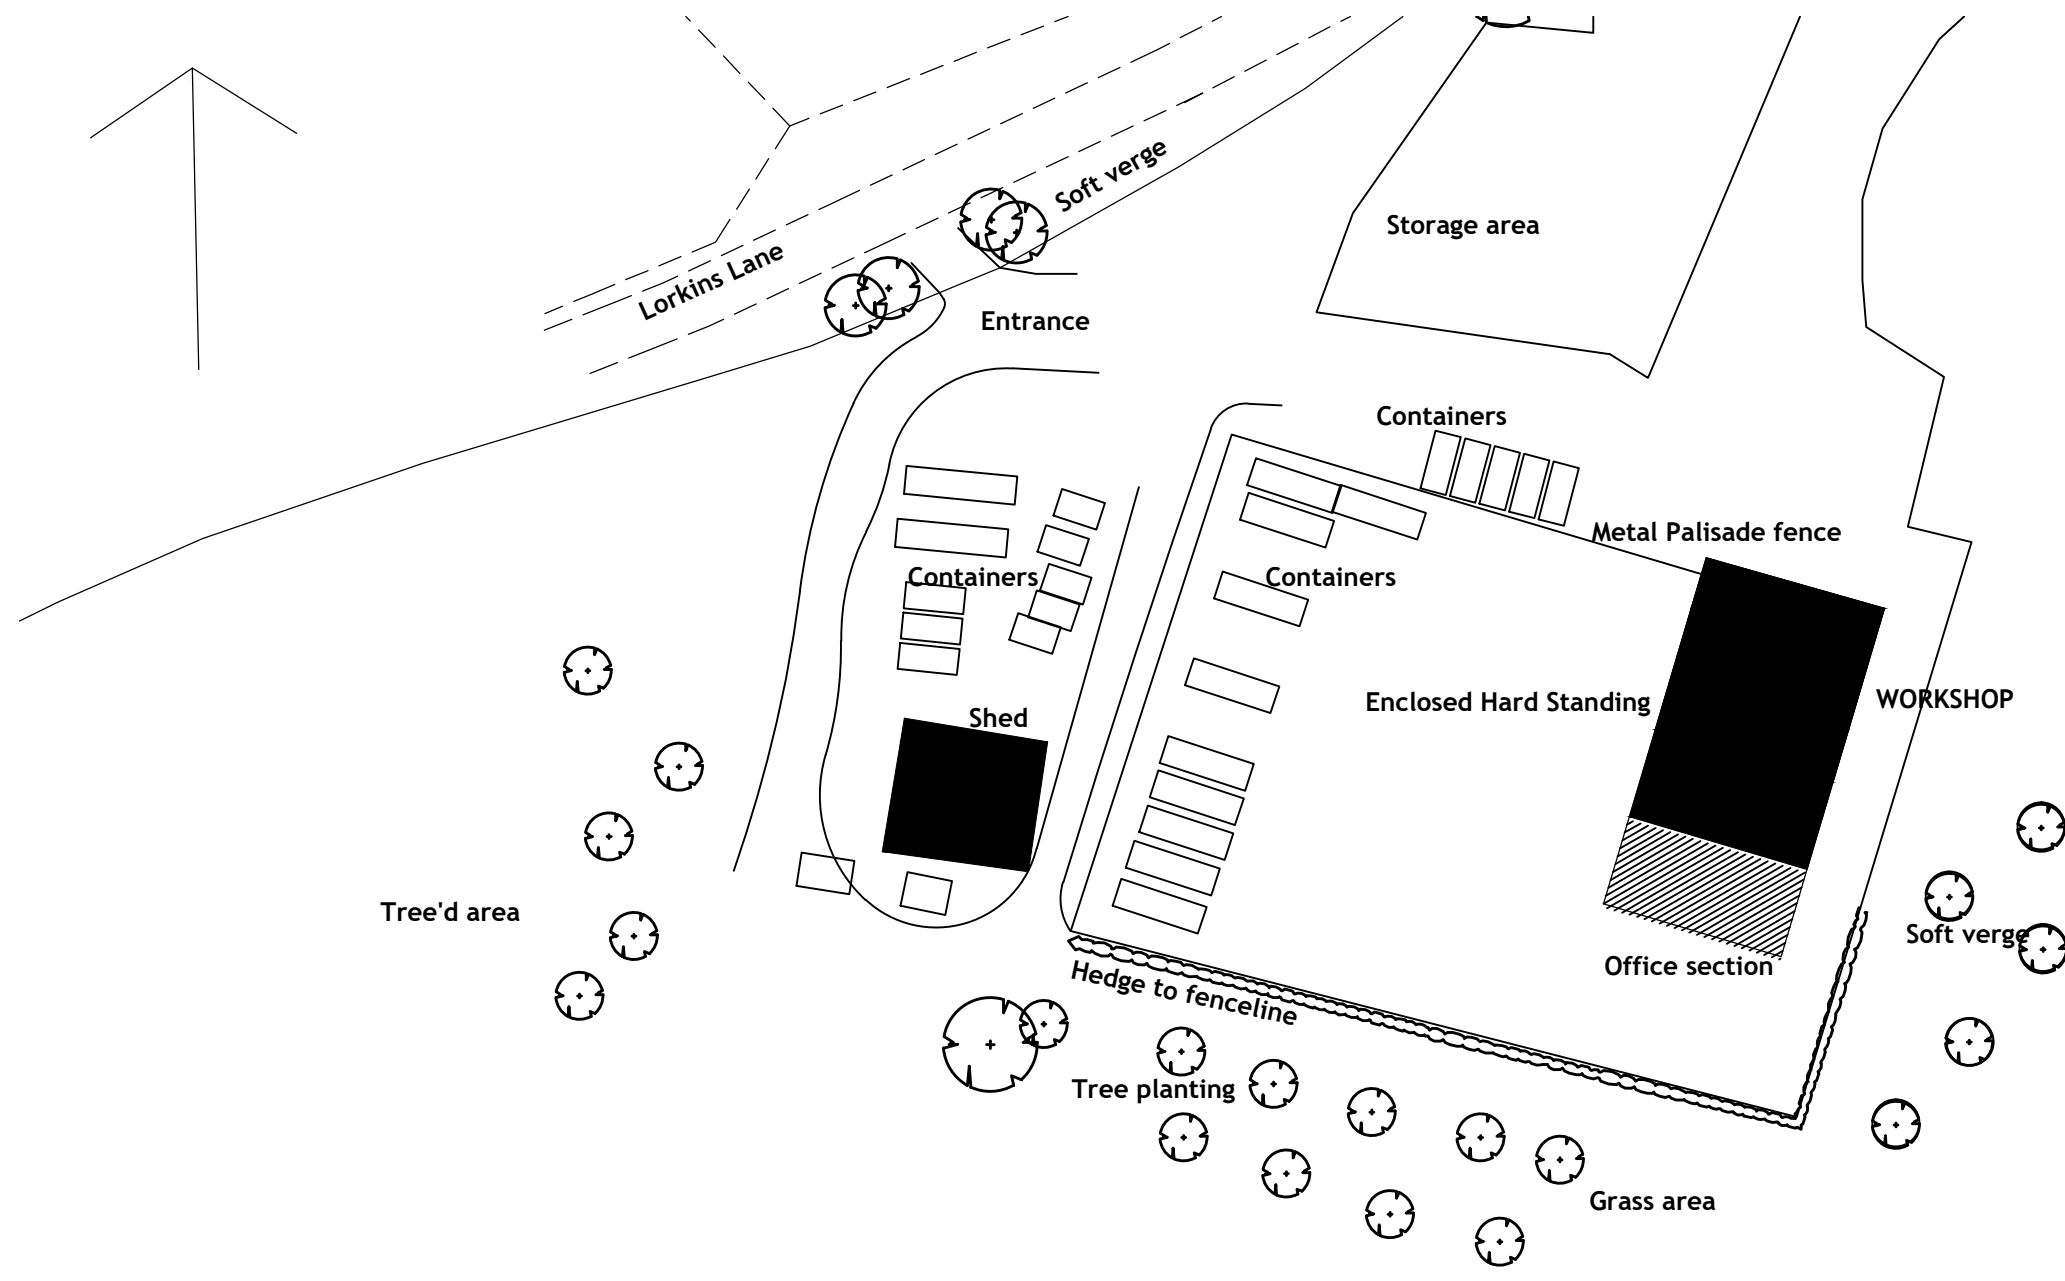 Soft verge
Storage area
Lorkins Lane
Entrance
Containers
Metal Palisade fence
Containers
Containers
Enclosed Hard Standing
WORKSHOP
Shed
Tree'd area
Soft verge
Office section
Hedge to fenceline
Tree planting
Grass area